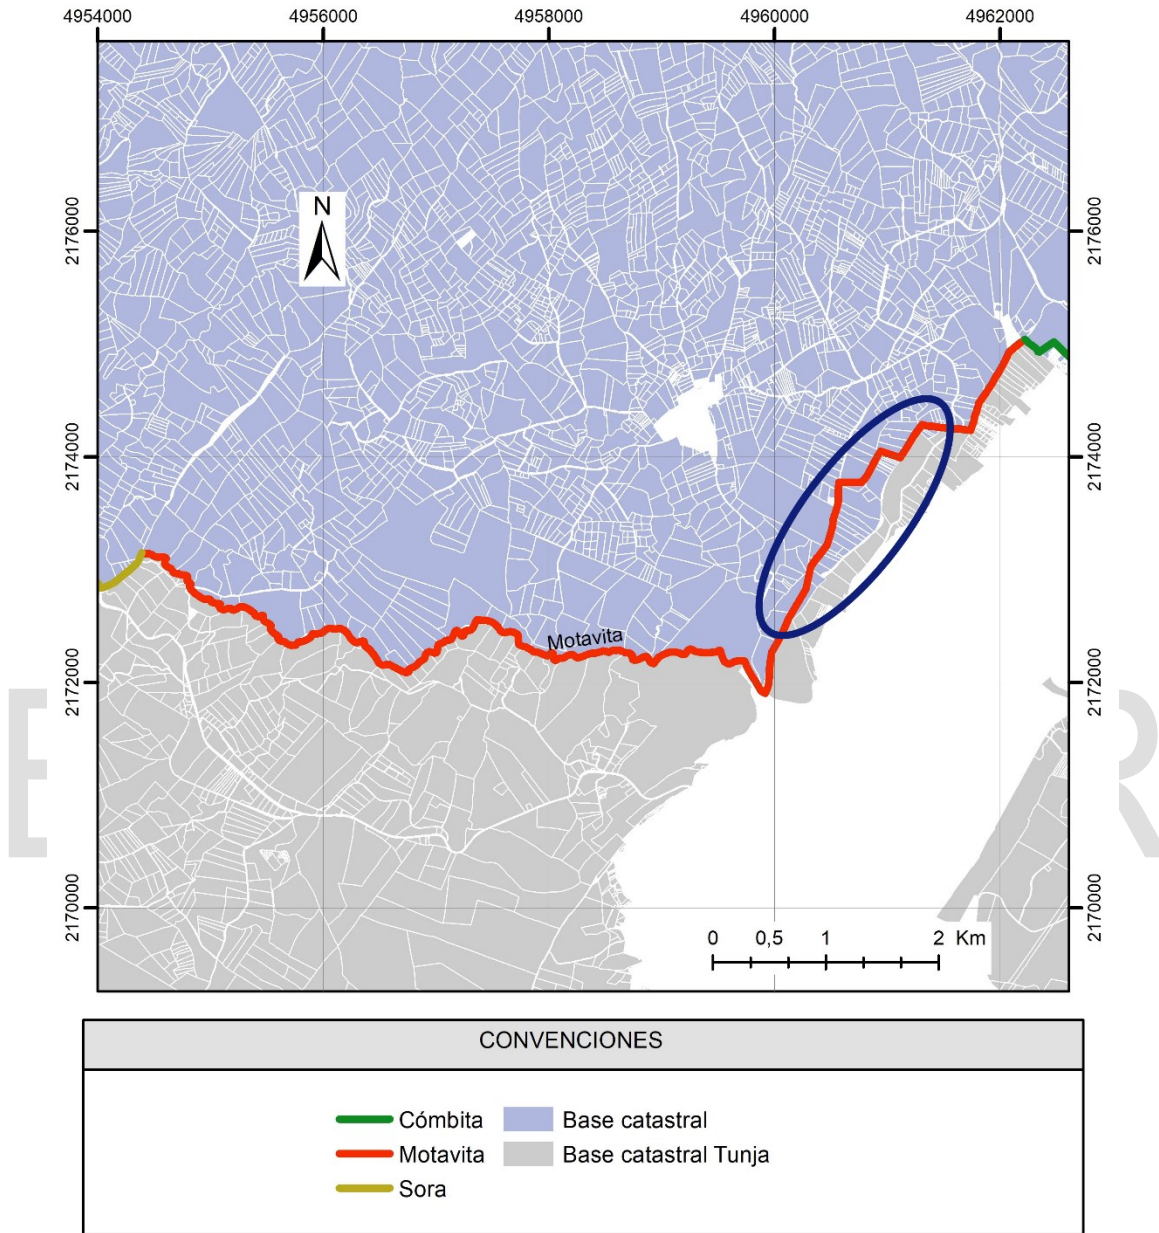 4954000 4956000 4958000 4960000 4962000
N
2176000 2176000
2174000 2174000
Motavita
2172000 2172000
2170000 2170000
0 0,5 1 2 Km
CONVENCIONES
Cómbita Base catastral
Motavita Base catastral Tunja
Sora